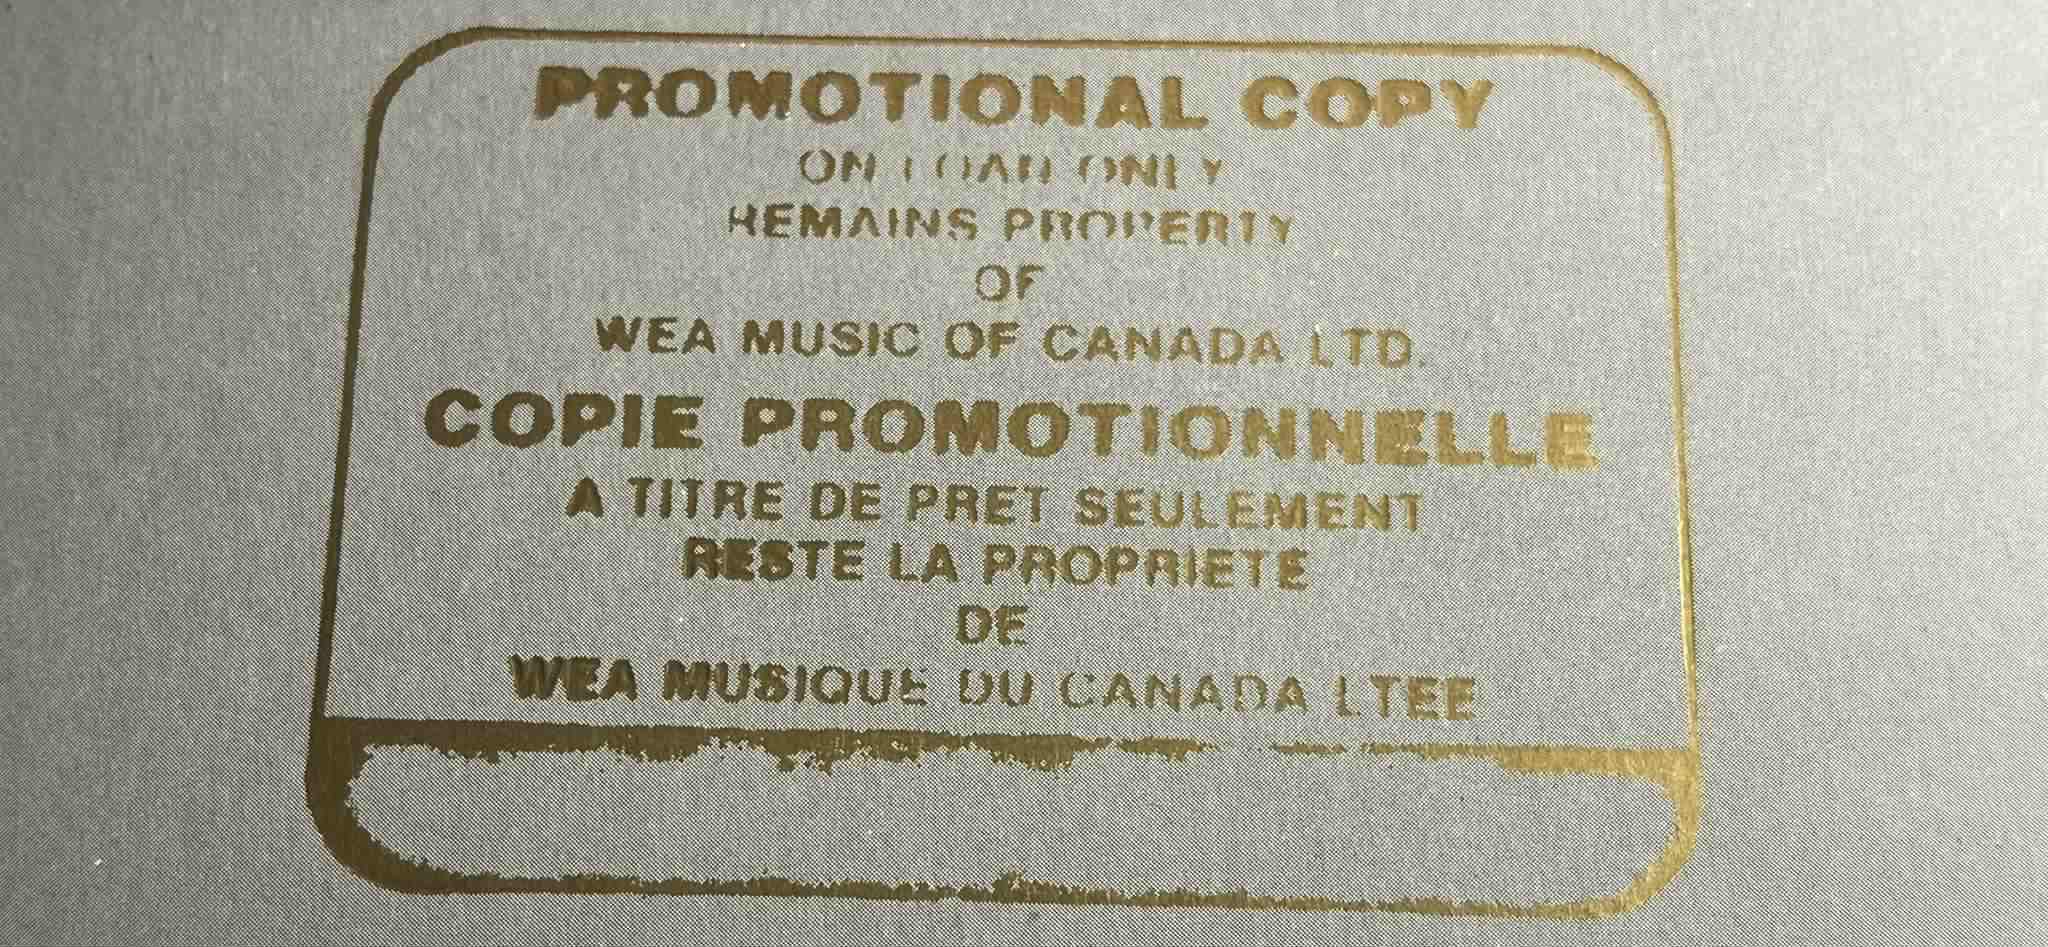 PROMOTIONAL COPY
ON LOAN ONLY
REMAINS PROPERTY
OF
WEA MUSIC OF CANADA LTD.
COPIE PROMOTIONNELLE
A TITRE DE PRET SEULEMENT
RESTE LA PROPRIETE
DE
WEA MUSIQUE DU CANADA LTEE